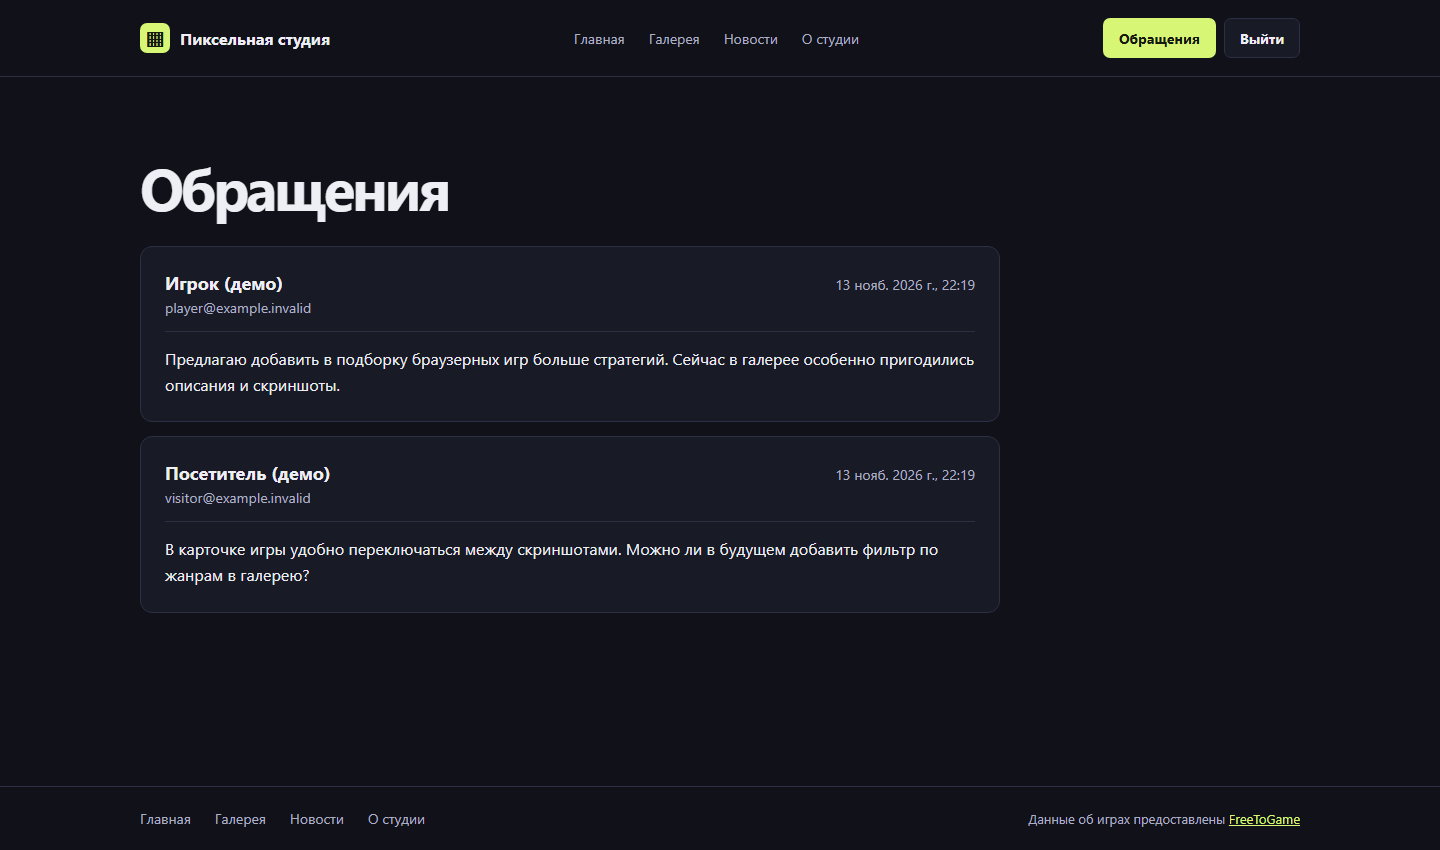 Пиксельная студия
Главная Галерея Новости О студии
Обращения Выйти
Обращения
Игрок (демо)
13 нояб. 2026 г., 22:19
player@example.invalid
Предлагаю добавить в подборку браузерных игр больше стратегий. Сейчас в галерее особенно пригодились
описания и скриншоты.
Посетитель (демо)
13 нояб. 2026 г., 22:19
visitor@example.invalid
В карточке игры удобно переключаться между скриншотами. Можно ли в будущем добавить фильтр по
жанрам в галерею?
Главная Галерея Новости О студии
Данные об играх предоставлены FreeToGame